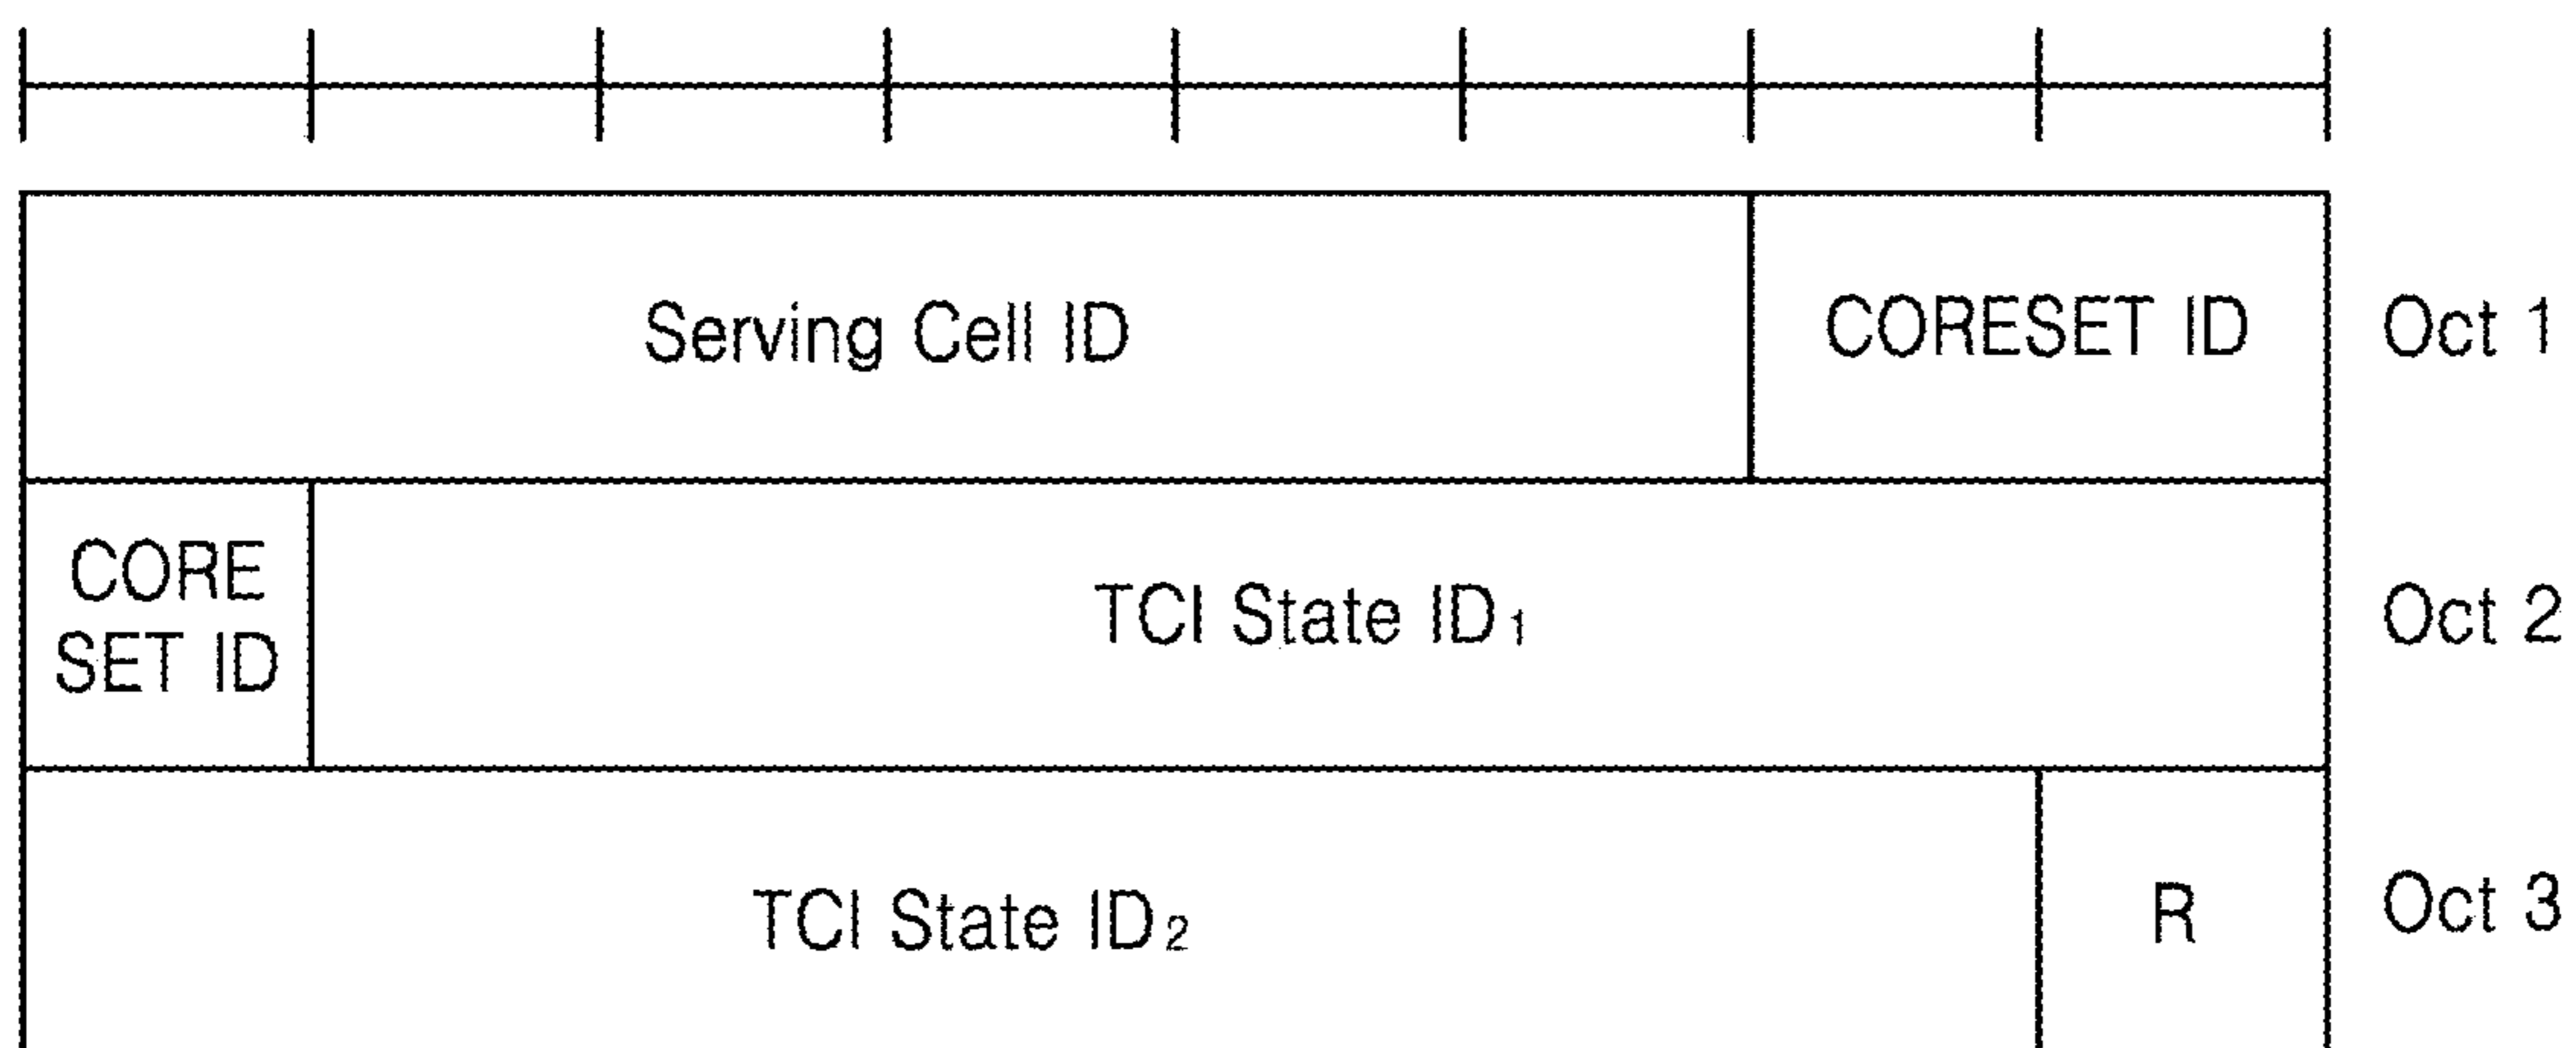 Serving Cell ID CORESET ID Oct 1
CORE
SET ID TCI State ID₁ Oct 2
TCI State ID₂ R Oct 3